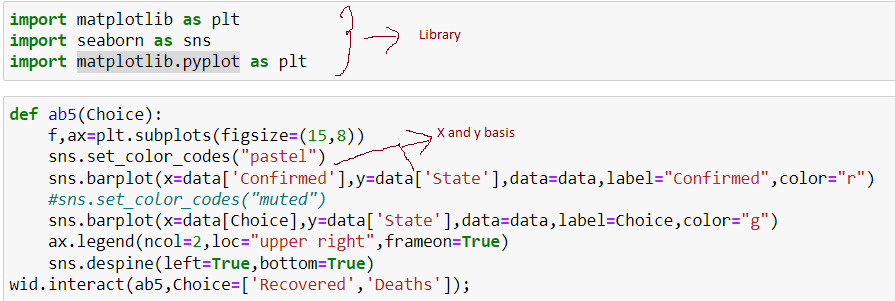 import matplotlib as plt
import seaborn as sns
import matplotlib.pyplot as plt
Library
def ab5(Choice):
    f,ax=plt.subplots(figsize=(15,8))
X and y basis
    sns.set_color_codes("pastel")
    sns.barplot(x=data['Confirmed'],y=data['State'],data=data,label="Confirmed",color="r")
    #sns.set_color_codes("muted")
    sns.barplot(x=data[Choice],y=data['State'],data=data,label=Choice,color="g")
    ax.legend(ncol=2,loc="upper right",frameon=True)
    sns.despine(left=True,bottom=True)
wid.interact(ab5,Choice=['Recovered','Deaths']);